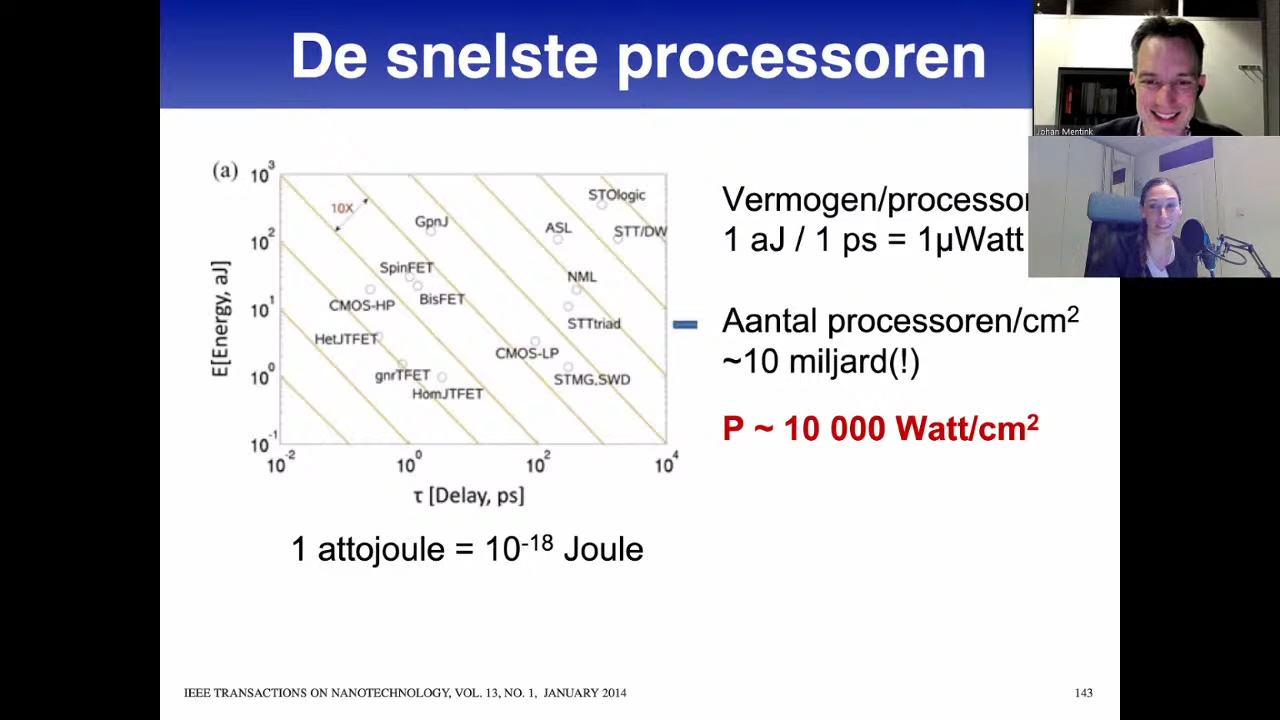 De snelste processoren
Johan Mentink
(a)
10³
10²
10¹
10⁰
10⁻¹
E[Energy, aJ]
10X
GpnJ
STOlogic
ASL
STT/DW
SpinFET
NML
CMOS-HP
BisFET
HetJTFET
STTtriad
CMOS-LP
gnrTFET
STMG,SWD
HomJTFET
10⁻²
10⁰
10²
10⁴
τ [Delay, ps]
1 attojoule = 10⁻¹⁸ Joule
Vermogen/processor
1 aJ / 1 ps = 1µWatt
Aantal processoren/cm²
~10 miljard(!)
P ~ 10 000 Watt/cm²
IEEE TRANSACTIONS ON NANOTECHNOLOGY, VOL. 13, NO. 1, JANUARY 2014
143